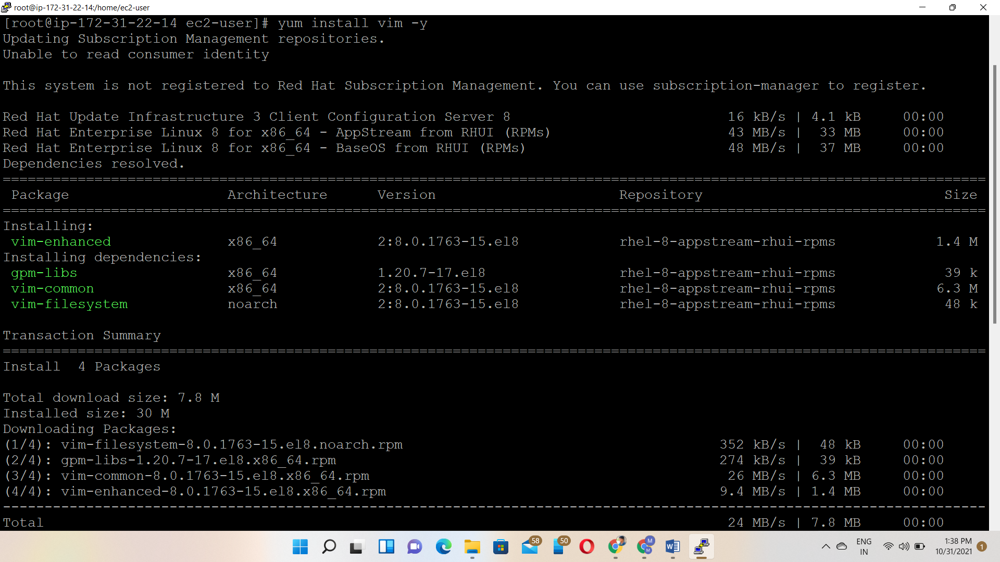 root@ip-172-31-22-14:/home/ec2-user
[root@ip-172-31-22-14 ec2-user]# yum install vim -y
Updating Subscription Management repositories.
Unable to read consumer identity
This system is not registered to Red Hat Subscription Management. You can use subscription-manager to register.
Red Hat Update Infrastructure 3 Client Configuration Server 8 16 kB/s | 4.1 kB 00:00
Red Hat Enterprise Linux 8 for x86_64 - AppStream from RHUI (RPMs) 43 MB/s | 33 MB 00:00
Red Hat Enterprise Linux 8 for x86_64 - BaseOS from RHUI (RPMs) 48 MB/s | 37 MB 00:00
Dependencies resolved.
================================================================================
Package Architecture Version Repository Size
================================================================================
Installing:
vim-enhanced x86_64 2:8.0.1763-15.el8 rhel-8-appstream-rhui-rpms 1.4 M
Installing dependencies:
gpm-libs x86_64 1.20.7-17.el8 rhel-8-appstream-rhui-rpms 39 k
vim-common x86_64 2:8.0.1763-15.el8 rhel-8-appstream-rhui-rpms 6.3 M
vim-filesystem noarch 2:8.0.1763-15.el8 rhel-8-appstream-rhui-rpms 48 k
Transaction Summary
================================================================================
Install 4 Packages
Total download size: 7.8 M
Installed size: 30 M
Downloading Packages:
(1/4): vim-filesystem-8.0.1763-15.el8.noarch.rpm 352 kB/s | 48 kB 00:00
(2/4): gpm-libs-1.20.7-17.el8.x86_64.rpm 274 kB/s | 39 kB 00:00
(3/4): vim-common-8.0.1763-15.el8.x86_64.rpm 26 MB/s | 6.3 MB 00:00
(4/4): vim-enhanced-8.0.1763-15.el8.x86_64.rpm 9.4 MB/s | 1.4 MB 00:00
--------------------------------------------------------------------------------
Total 24 MB/s | 7.8 MB 00:00
58 50 M M W ENG 1:38 PM
IN 10/31/2021 1